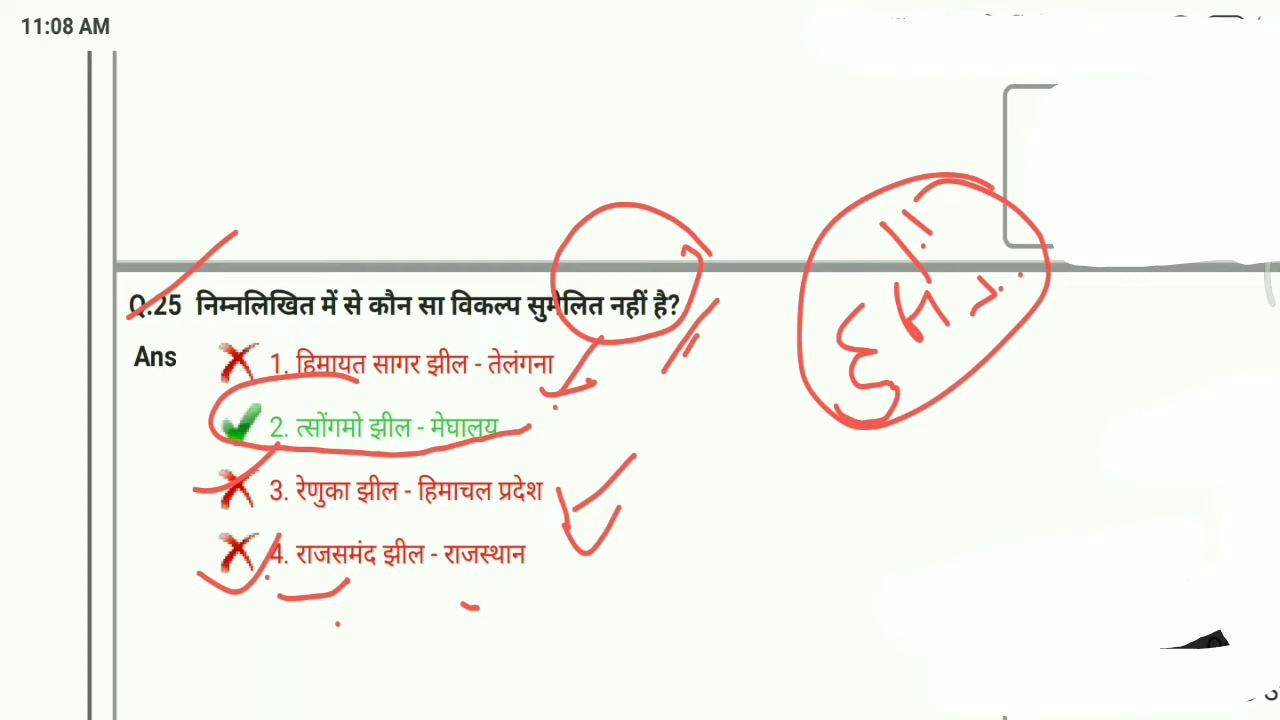 11:08 AM
Q.25 निम्नलिखित में से कौन सा विकल्प सुमेलित नहीं है?
Ans 1. हिमायत सागर झील - तेलंगना
2. त्सोंगमो झील - मेघालय
3. रेणुका झील - हिमाचल प्रदेश
4. राजसमंद झील - राजस्थान